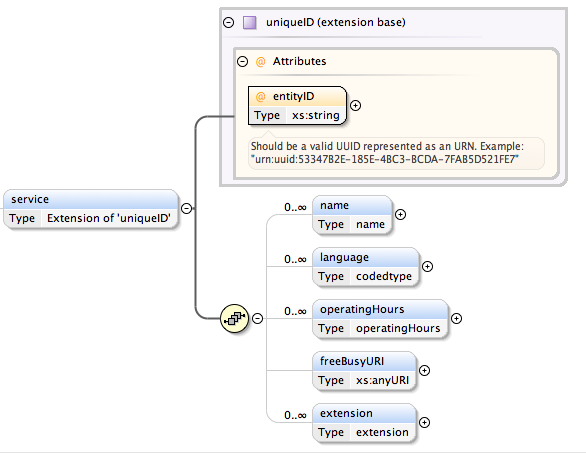 uniqueID (extension base)
@ Attributes
@ entityID
Type xs:string
Should be a valid UUID represented as an URN. Example:
"urn:uuid:53347B2E-185E-4BC3-BCDA-7FAB5D521FE7"
service
Type Extension of 'uniqueID'
0..∞ name
Type name
0..∞ language
Type codedtype
0..∞ operatingHours
Type operatingHours
freeBusyURI
Type xs:anyURI
0..∞ extension
Type extension